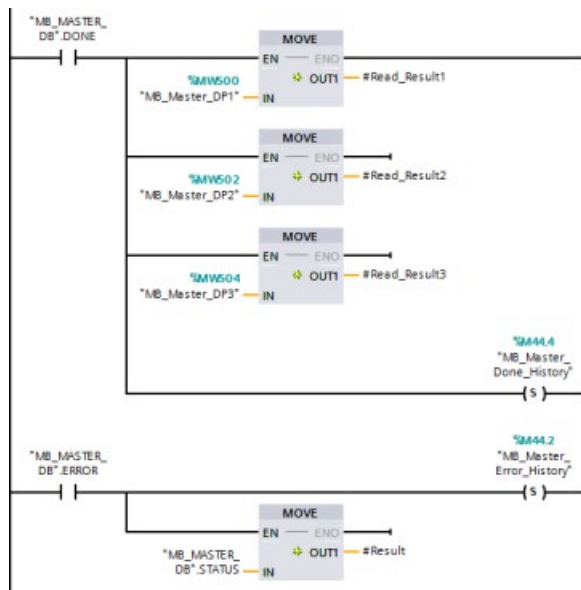 "MB_MASTER_
DB".DONE
MOVE
EN ENO
%MW500
OUT1 #Read_Result1
"MB_Master_DP1" IN
MOVE
EN ENO
%MW502
OUT1 #Read_Result2
"MB_Master_DP2" IN
MOVE
EN ENO
%MW504
OUT1 #Read_Result3
"MB_Master_DP3" IN
%M44.4
"MB_Master_
Done_History"
S
"MB_MASTER_
DB".ERROR
%M44.2
"MB_Master_
Error_History"
S
MOVE
EN ENO
"MB_MASTER_
OUT1 #Result
DB".STATUS IN